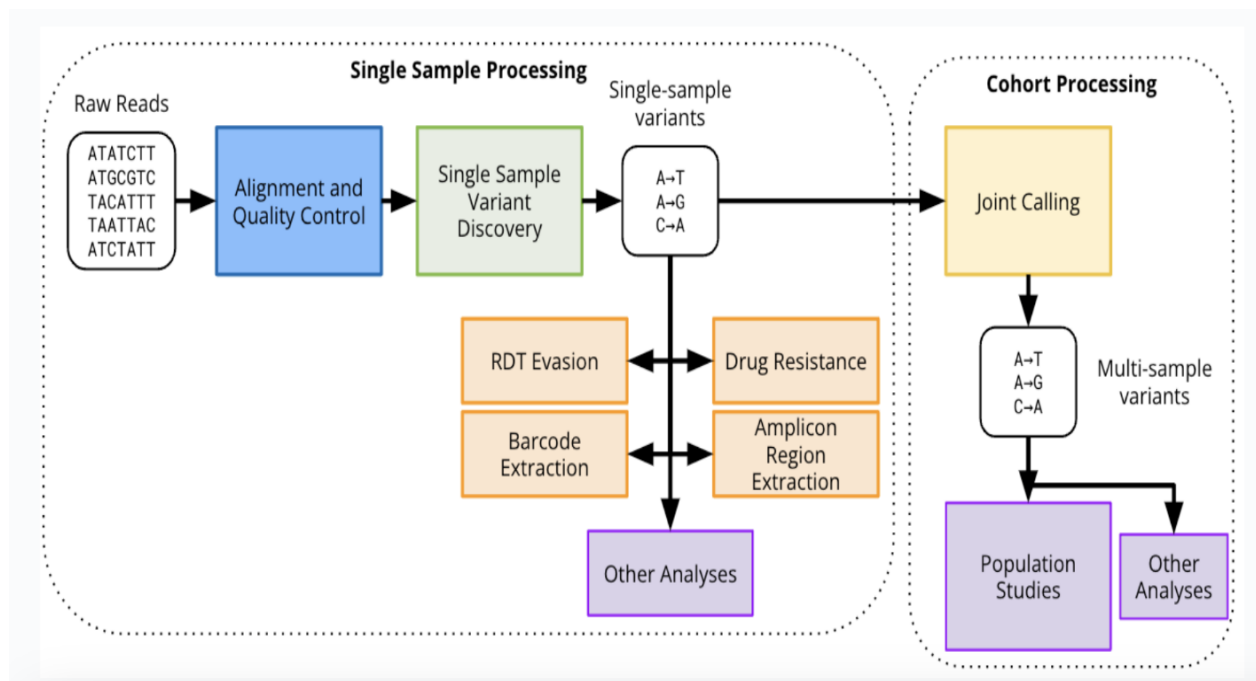 Single Sample Processing
Raw Reads
ATATCTT
ATGCGTC
TACATTT
TAATTAC
ATCTATT
Alignment and
Quality Control
Single Sample
Variant
Discovery
Single-sample
variants
A→T
A→G
C→A
RDT Evasion
Drug Resistance
Barcode
Extraction
Amplicon
Region
Extraction
Other Analyses
Cohort Processing
Joint Calling
A→T
A→G
C→A
Multi-sample
variants
Population
Studies
Other
Analyses